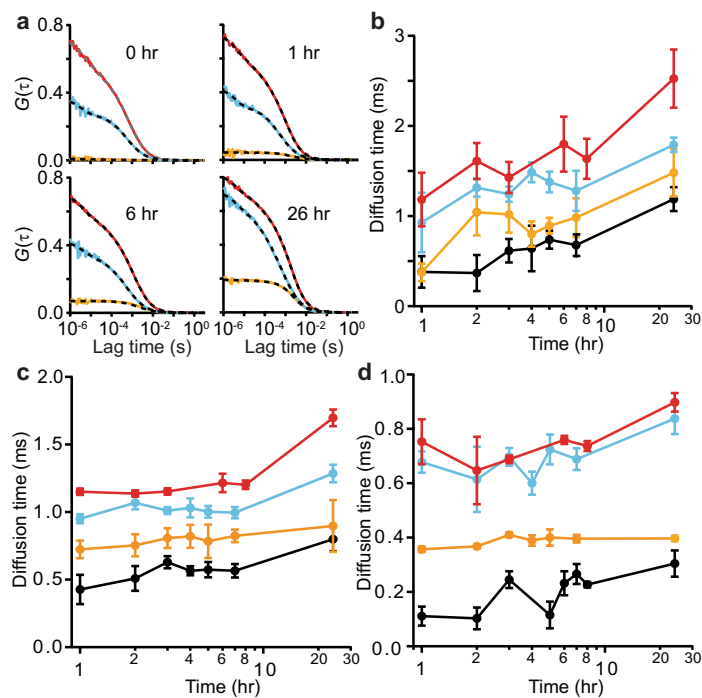 a
0.8
0.4
0.0
G(τ)
0 hr
1 hr
0.8
0.4
0.0
G(τ)
6 hr
26 hr
10⁻⁶ 10⁻⁴ 10⁻² 10⁰
10⁻⁶ 10⁻⁴ 10⁻² 10⁰
Lag time (s)
Lag time (s)
b
3
2
1
0
Diffusion time (ms)
1 2 4 6 8 10 20 30
Time (hr)
c
2.0
1.5
1.0
0.5
0.0
Diffusion time (ms)
1 2 4 6 8 10 20 30
Time (hr)
d
1.0
0.8
0.6
0.4
0.2
0.0
Diffusion time (ms)
1 2 4 6 8 10 20 30
Time (hr)